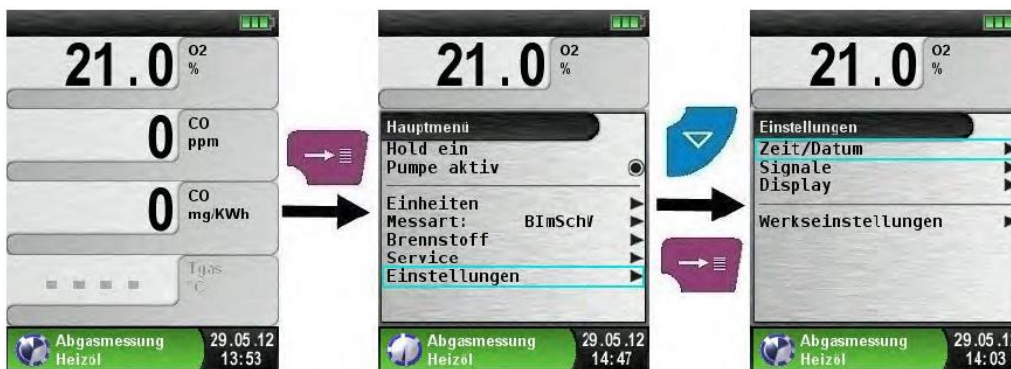 21.0 O2 %
0 CO ppm
0 CO mg/KWh
Tgas °C
Abgasmessung 29.05.12
Heizöl 13:53
21.0 O2 %
Hauptmenü
Hold ein
Pumpe aktiv
Einheiten
Messart: BImSchV
Brennstoff
Service
Einstellungen
Abgasmessung 29.05.12
Heizöl 14:47
21.0 O2 %
Einstellungen
Zeit/Datum
Signale
Display
Werkseinstellungen
Abgasmessung 29.05.12
Heizöl 14:03